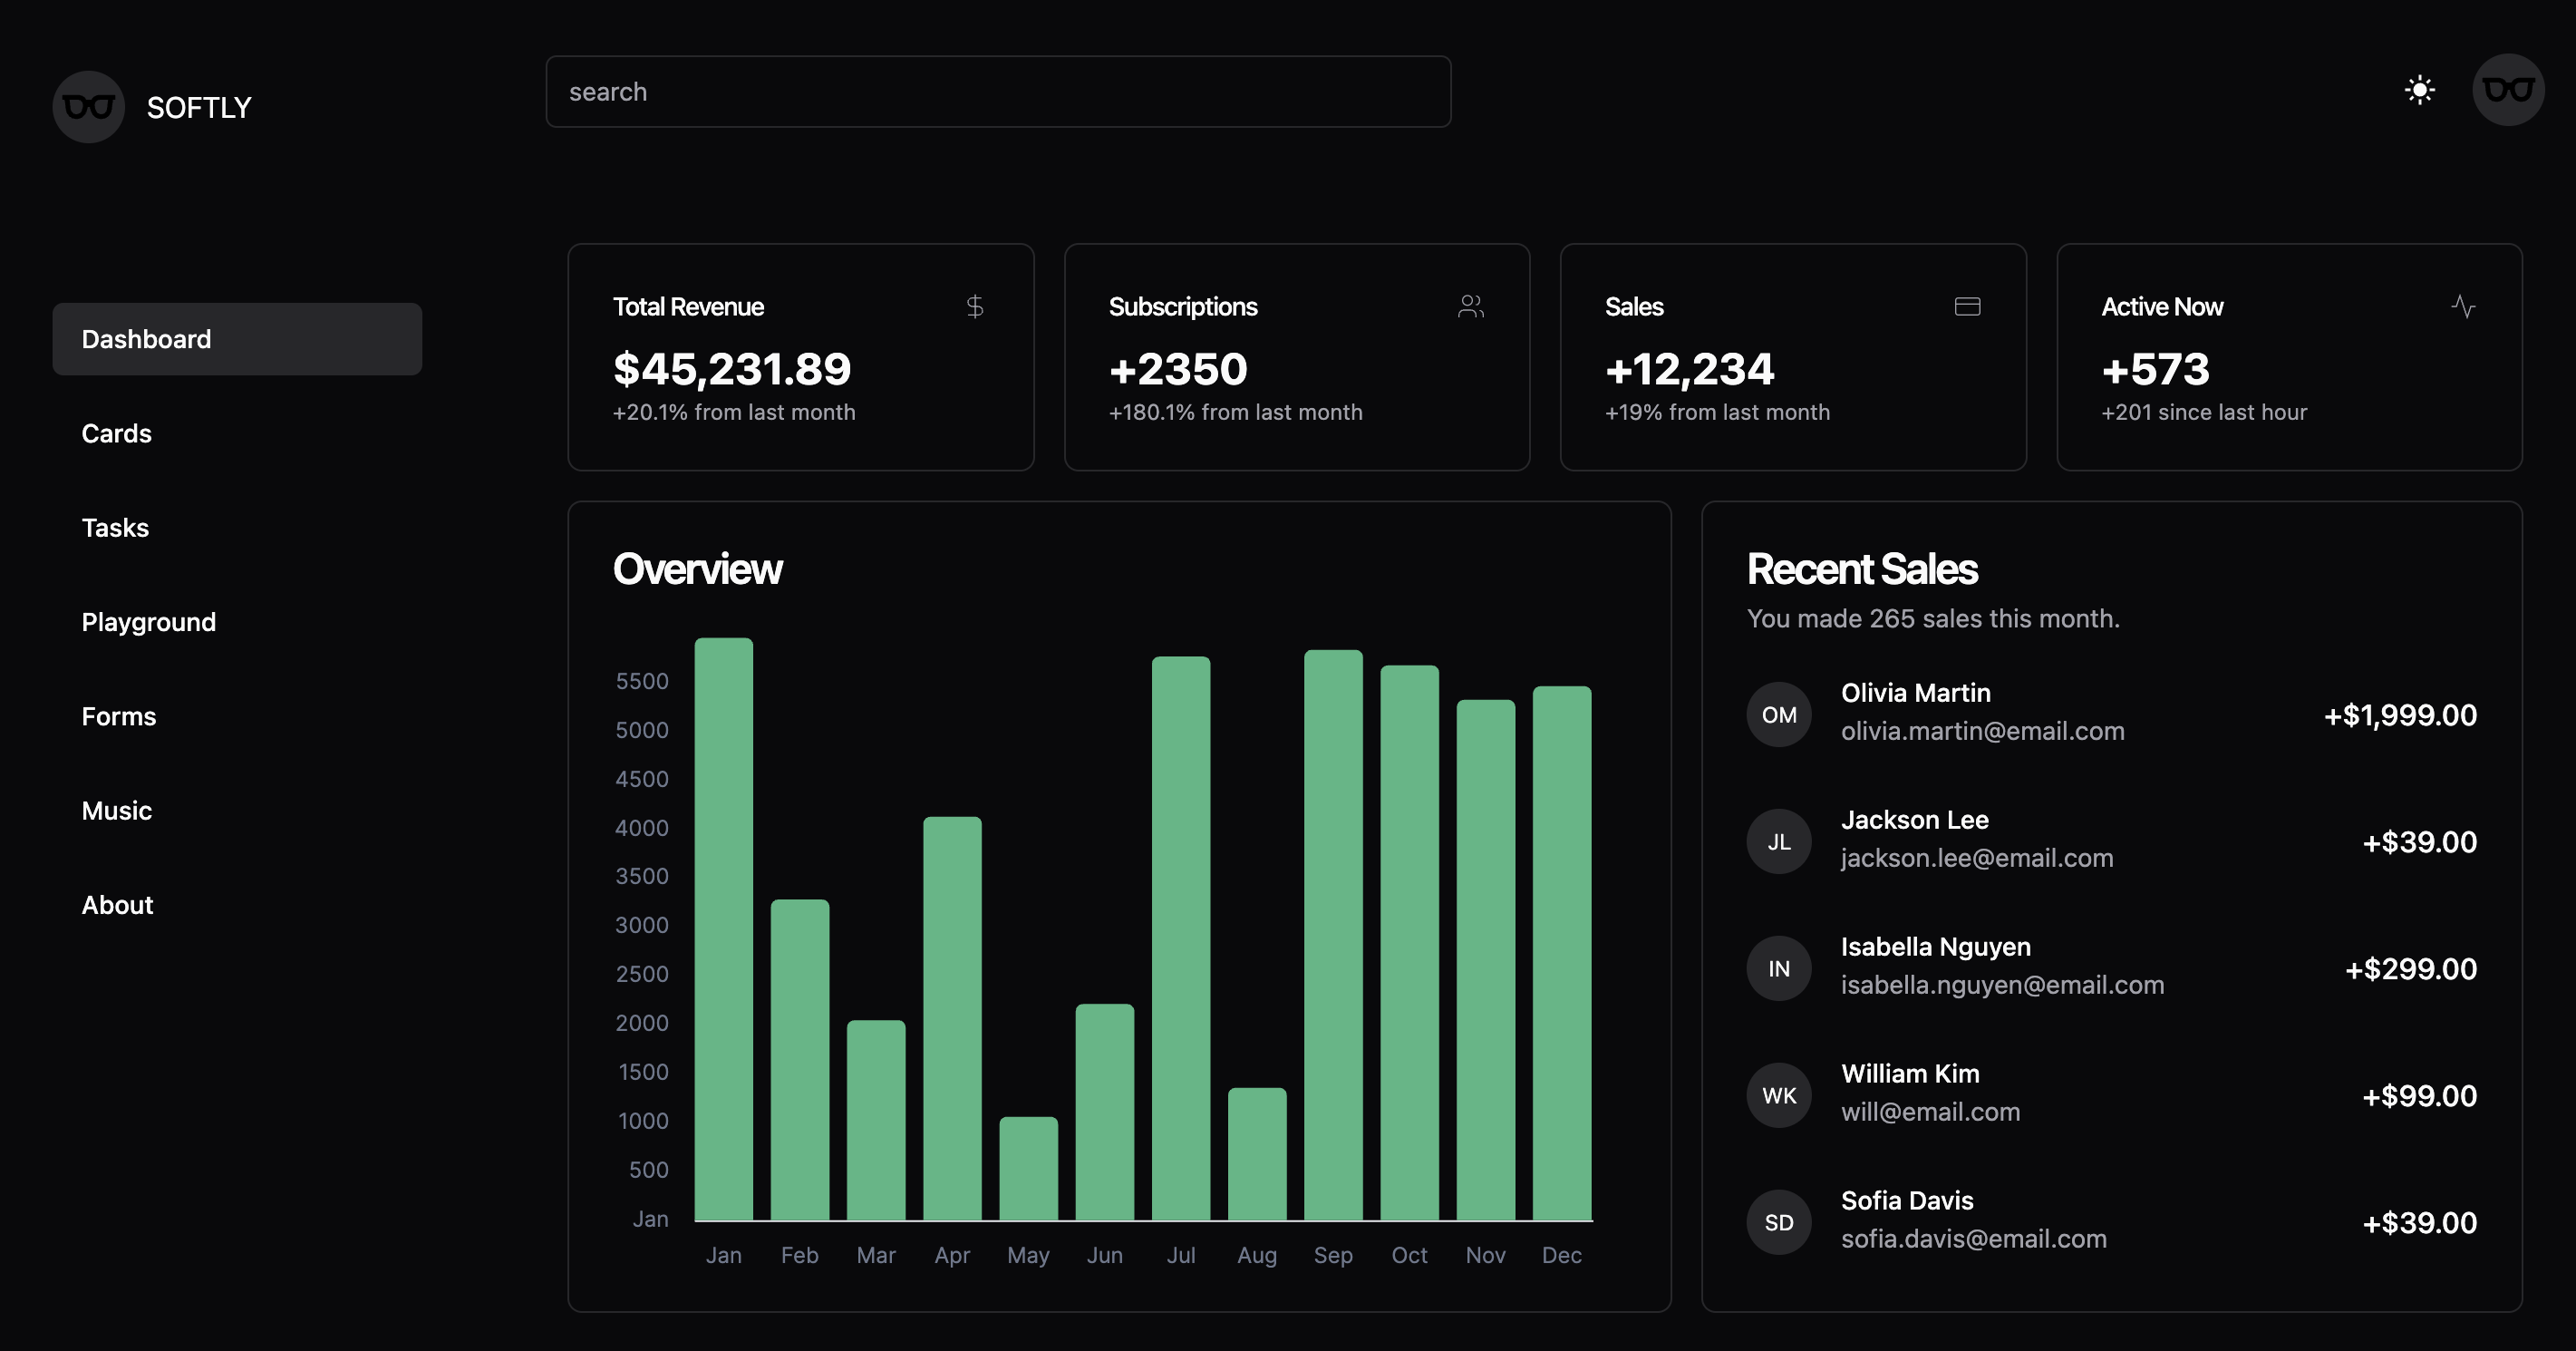 SOFTLY
search
Dashboard
Cards
Tasks
Playground
Forms
Music
About
Total Revenue
$45,231.89
+20.1% from last month
Subscriptions
+2350
+180.1% from last month
Sales
+12,234
+19% from last month
Active Now
+573
+201 since last hour
Overview
5500
5000
4500
4000
3500
3000
2500
2000
1500
1000
500
Jan
Jan Feb Mar Apr May Jun Jul Aug Sep Oct Nov Dec
Recent Sales
You made 265 sales this month.
OM
Olivia Martin
olivia.martin@email.com
+$1,999.00
JL
Jackson Lee
jackson.lee@email.com
+$39.00
IN
Isabella Nguyen
isabella.nguyen@email.com
+$299.00
WK
William Kim
will@email.com
+$99.00
SD
Sofia Davis
sofia.davis@email.com
+$39.00